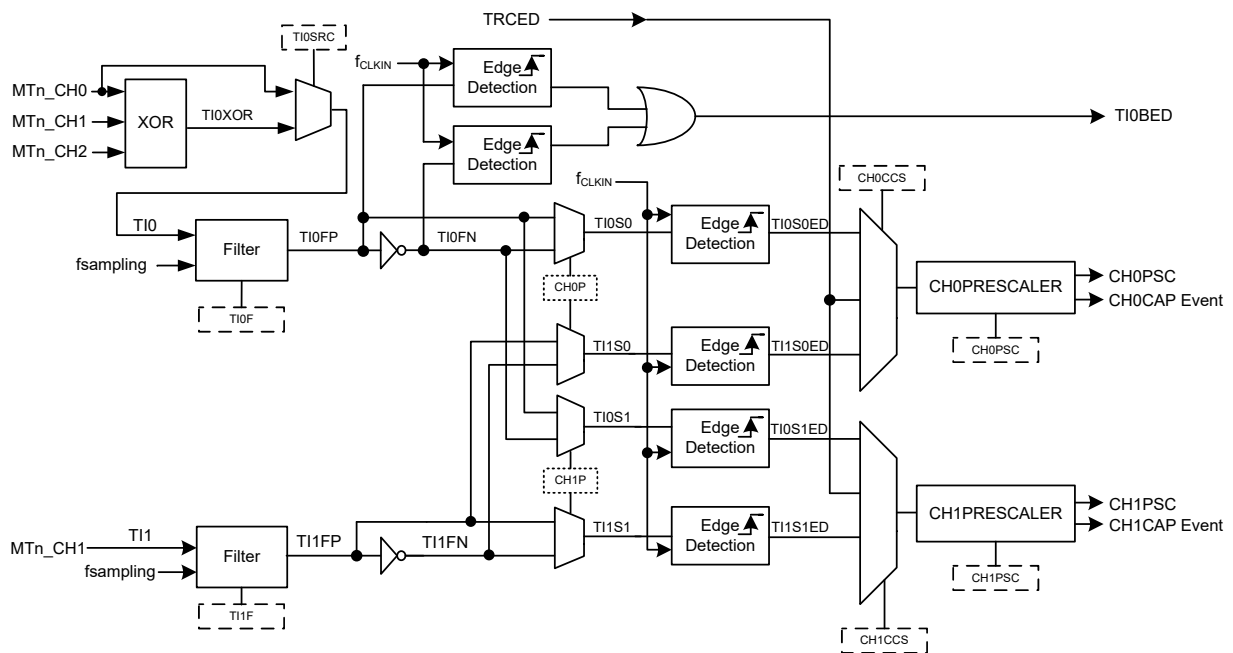 TRCED
TI0SRC
fCLKIN
Edge
Detection
MTn_CH0
XOR
TI0XOR
MTn_CH1
MTn_CH2
TI0BED
Edge
Detection
fCLKIN
CH0CCS
TI0
Filter
TI0FP
TI0FN
TI0S0
Edge
Detection
TI0S0ED
fsampling
CH0P
CH0PRESCALER
CH0PSC
CH0CAP Event
TI0F
TI1S0
Edge
Detection
TI1S0ED
CH0PSC
TI0S1
Edge
Detection
TI0S1ED
CH1P
CH1PRESCALER
CH1PSC
CH1CAP Event
MTn_CH1
TI1
Filter
TI1FP
TI1FN
TI1S1
Edge
Detection
TI1S1ED
fsampling
CH1PSC
TI1F
CH1CCS